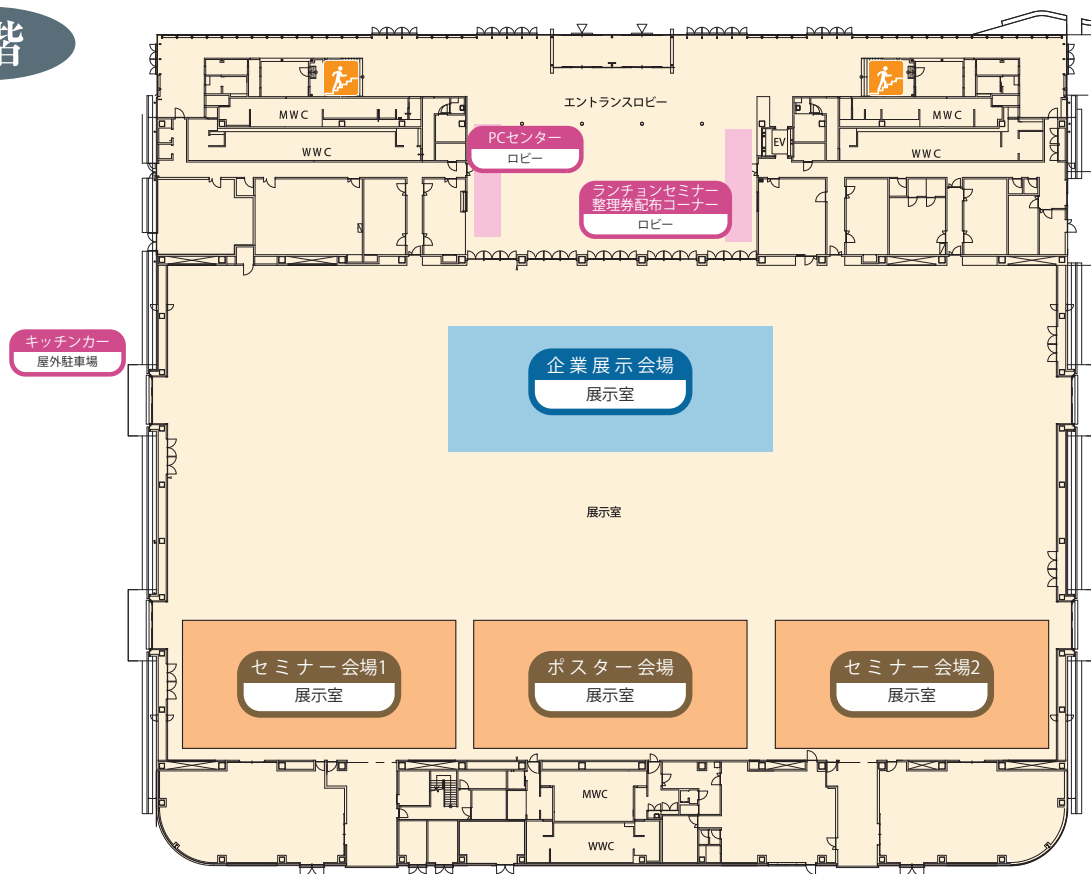 階
エントランスロビー
MWC
MWC
PCセンター
ロビー
EV
WWC
WWC
ランチョンセミナー
整理券配布コーナー
ロビー
キッチンカー
屋外駐車場
企業展示会場
展示室
展示室
セミナー会場1
展示室
ポスター会場
展示室
セミナー会場2
展示室
MWC
WWC